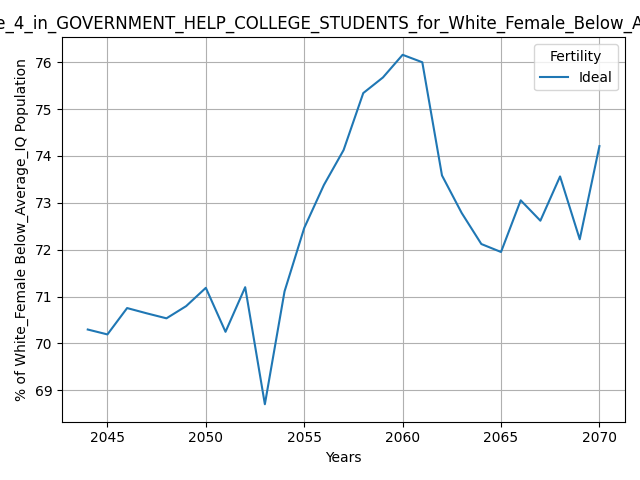 e_4_in_GOVERNMENT_HELP_COLLEGE_STUDENTS_for_White_Female_Below_A
Fertility
Ideal
% of White_Female Below_Average_IQ Population
76
75
74
73
72
71
70
69
2045 2050 2055 2060 2065 2070
Years